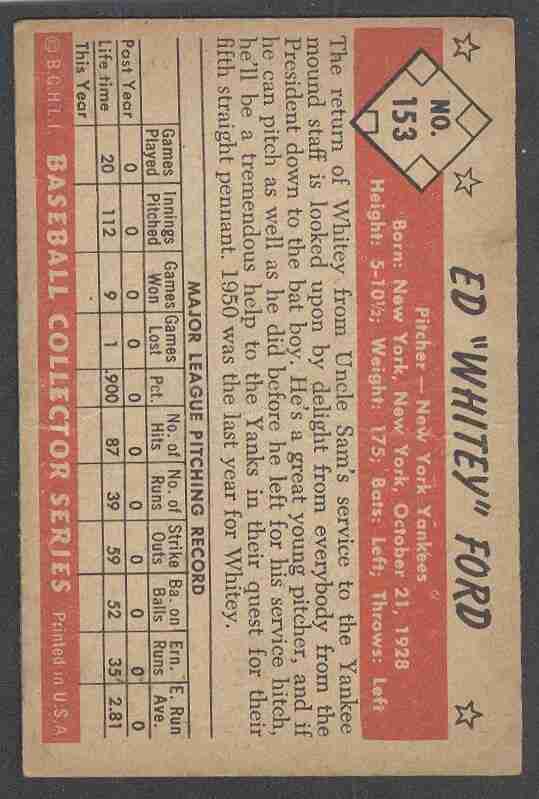 NO.
153
ED "WHITEY" FORD
Pitcher — New York Yankees
Born: New York, New York, October 21, 1928
Height: 5-10½; Weight: 175; Bats: Left; Throws: Left
The return of Whitey from Uncle Sam's service to the Yankee
mound staff is looked upon by delight from everybody from the
President down to the bat boy. He's a great young pitcher, and if
he can pitch as well as he did before he left for his service hitch,
he'll be a tremendous help to the Yanks in their quest for their
fifth straight pennant. 1950 was the last year for Whitey.
MAJOR LEAGUE PITCHING RECORD
Games Innings Games Games No. of No. of Strike Ba. on Ern. E. Run
Played Pitched Won Lost Pct. Hits Runs Outs Balls Runs Ave.
Past Year 0 0 0 0 0 0 0 0 0 0 0
Life time 20 112 9 1 .900 87 39 59 52 35 2.81
This Year
© B.G.H.L.I. BASEBALL COLLECTOR SERIES Printed in U.S.A.